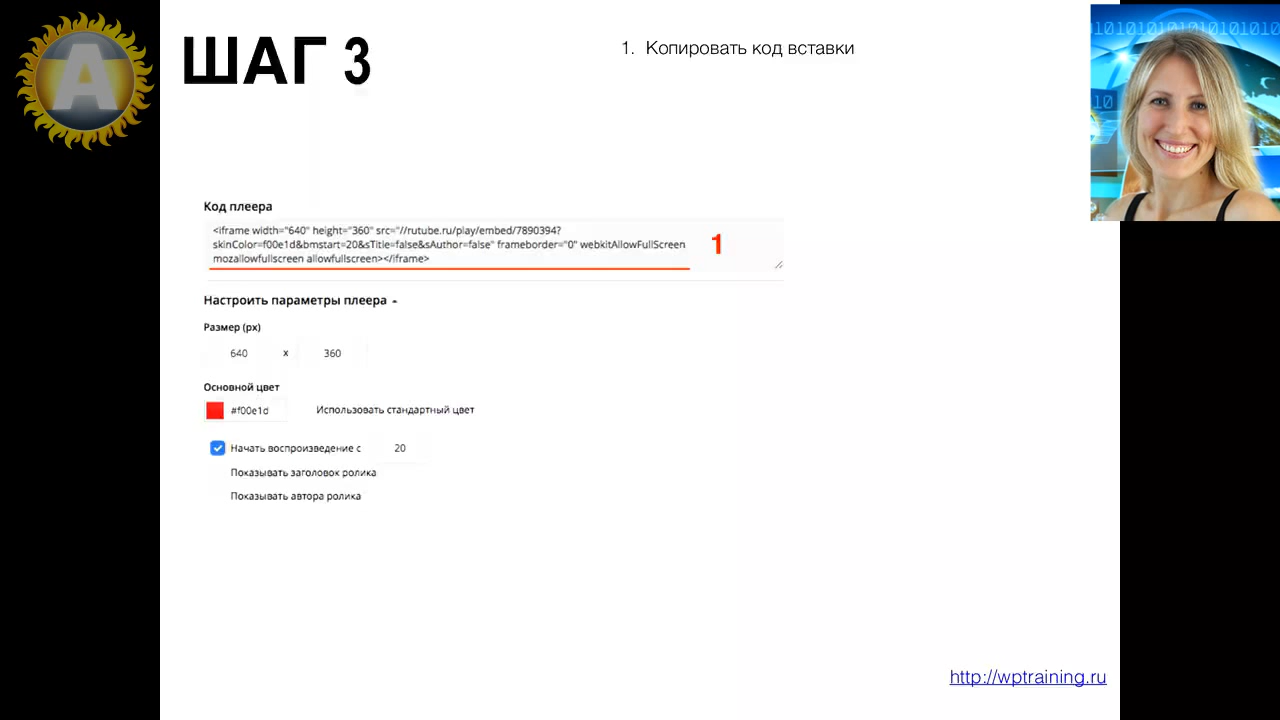 ШАГ 3
1. Копировать код вставки
A
Код плеера
<iframe width="640" height="360" src="//rutube.ru/play/embed/7890394?
skinColor=f00e1d&bmstart=20&sTitle=false&sAuthor=false" frameborder="0" webkitAllowFullScreen
mozallowfullscreen allowfullscreen></iframe>
1
Настроить параметры плеера
Размер (px)
640 x 360
Основной цвет
#f00e1d Использовать стандартный цвет
Начать воспроизведение с 20
Показывать заголовок ролика
Показывать автора ролика
http://wptraining.ru